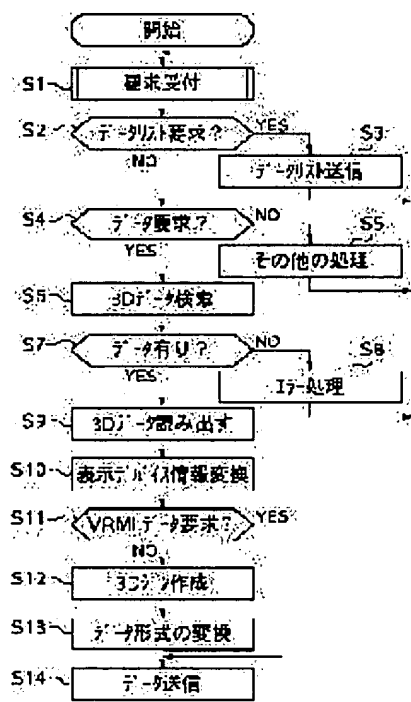 開始
S1 要求受付
S2 データリスト要求? YES
NO
S3
データリスト送信
S4 データ要求? NO
YES
S5
その他の処理
S6 3Dデータ検索
S7 データ有り? NO
YES
S8
エラー処理
S9 3Dデータ読み出す
S10 表示デバイス情報変換
S11 VRMLデータ要求? YES
NO
S12 3Dデータ作成
S13 データ形式の変換
S14 データ送信